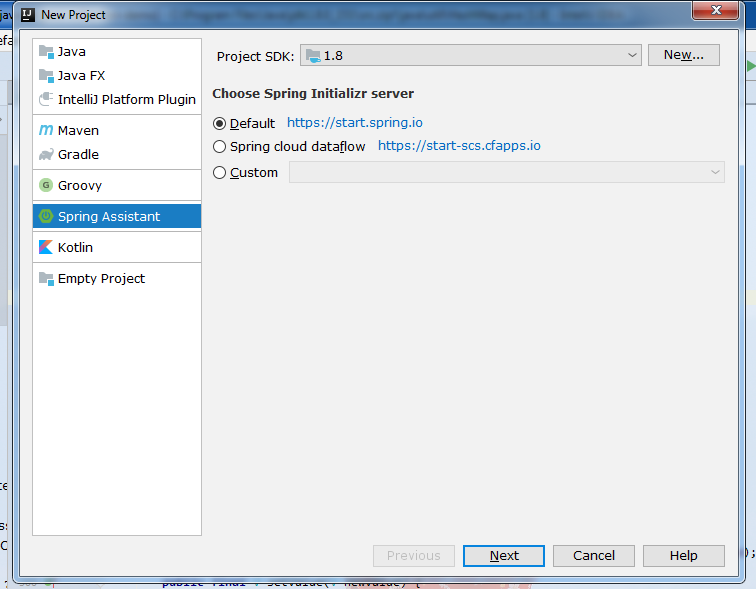 New Project
Java
Java FX
IntelliJ Platform Plugin
Maven
Gradle
Groovy
Spring Assistant
Kotlin
Empty Project
Project SDK: 1.8 New...
Choose Spring Initializr server
Default https://start.spring.io
Spring cloud dataflow https://start-scs.cfapps.io
Custom
Previous Next Cancel Help